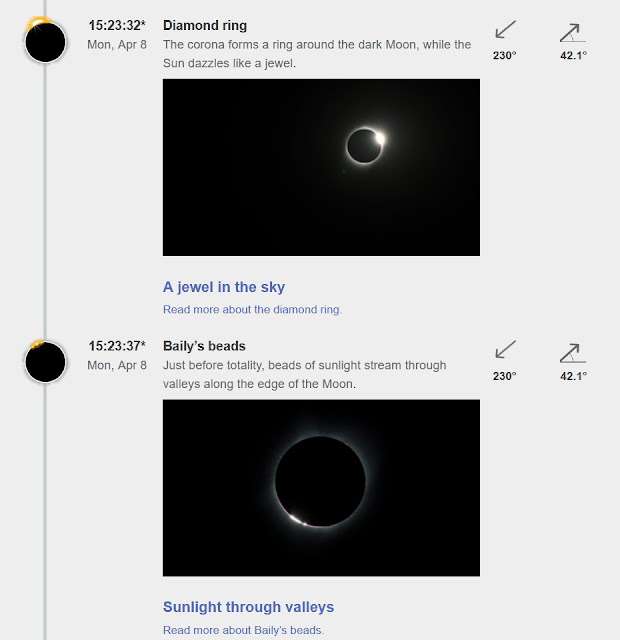 15:23:32*
Mon, Apr 8
Diamond ring
The corona forms a ring around the dark Moon, while the
Sun dazzles like a jewel.
230°
42.1°
A jewel in the sky
Read more about the diamond ring.
15:23:37*
Mon, Apr 8
Baily’s beads
Just before totality, beads of sunlight stream through
valleys along the edge of the Moon.
230°
42.1°
Sunlight through valleys
Read more about Baily’s beads.